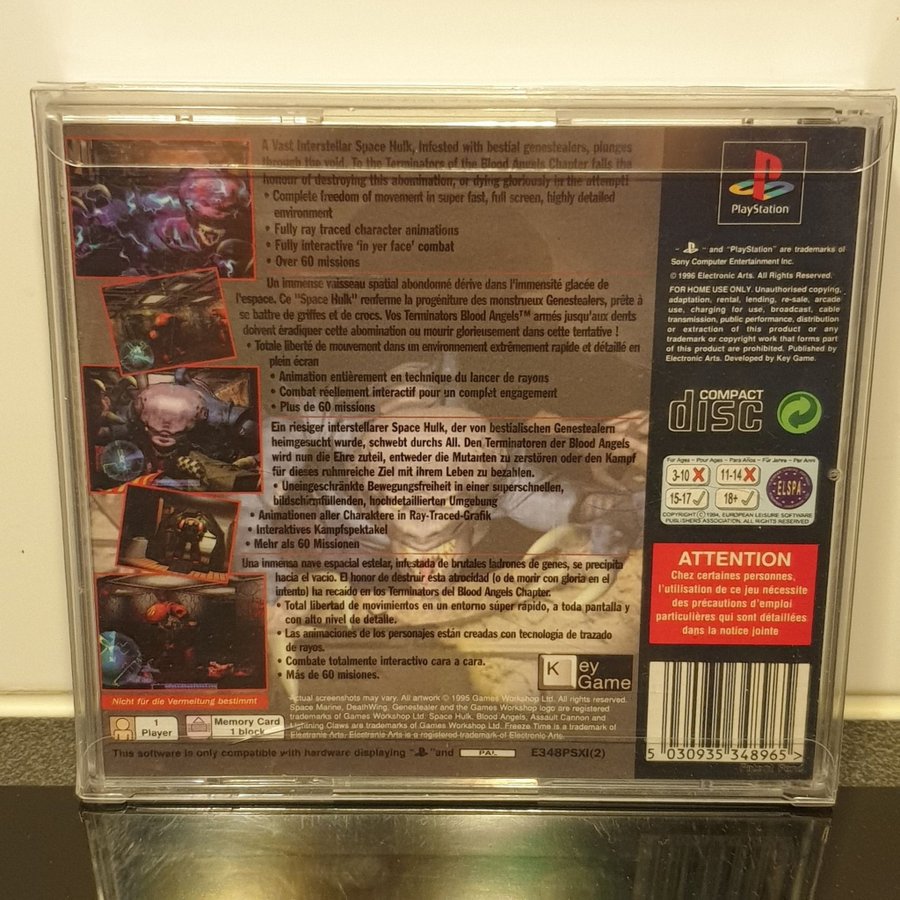 A Vast Interstellar Space Hulk, infested with bestial genestealers, plunges
through the void. To the Terminators of the Blood Angels Chapter falls the
honour of destroying this abomination, or dying gloriously in the attempt!
• Complete freedom of movement in super fast, full screen, highly detailed
environment
• Fully ray traced character animations
• Fully interactive 'in yer face' combat
• Over 60 missions
Un immense vaisseau spatial abandonné dérive dans l'immensité glacée de
l'espace. Ce "Space Hulk" renferme la progéniture des monstrueux Genestealers, prête à
se battre de griffes et de crocs. Vos Terminators Blood Angels™ armés jusqu'aux dents
doivent éradiquer cette abomination ou mourir glorieusement dans cette tentative !
• Totale liberté de mouvement dans un environment extrêmement rapide et détaillé en
plein écran
• Animation entièrement en technique du lancer de rayons
• Combat réellement interactif pour un complet engagement
• Plus de 60 missions
Ein riesiger interstellarer Space Hulk, der von bestialischen Genestealern
heimgesucht wurde, schwebt durchs All. Den Terminatoren der Blood Angels
wird nun die Ehre zuteil, entweder die Mutanten zu zerstören oder den Kampf
für dieses ruhmreiche Ziel mit ihrem Leben zu bezahlen.
• Uneingeschränkte Bewegungsfreiheit in einer superschnellen,
bildschirmfüllenden, hochdetaillierten Umgebung
• Animationen aller Charaktere in Ray-Traced-Grafik
• Interaktives Kampfspektakel
• Mehr als 60 Missionen
Una inmensa nave espacial estelar, infestada de brutales ladrones de genes, se precipita
hacia el vacío. El honor de destruir esta atrocidad (o de morir con gloria en el
intento) ha recaído en los Terminators del Blood Angels Chapter.
• Total libertad de movimientos en un entorno súper rápido, a toda pantalla y
con alto nivel de detalle.
• Las animaciones de los personajes están creadas con tecnología de trazado
de rayos.
• Combate totalmente interactivo cara a cara.
• Más de 60 misiones.
Key
Game
Nicht für die Vermeitung bestimmt
Actual screenshots may vary. All artwork © 1995 Games Workshop Ltd. All rights reserved.
Space Marine, DeathWing, Genestealer and the Games Workshop logo are registered
trademarks of Games Workshop Ltd. Space Hulk, Blood Angels, Assault Cannon and
Lightning Claws are trademarks of Games Workshop Ltd. Freeze Time is a trademark of
Electronic Arts. Electronic Arts is a registered trademark of Electronic Arts.
1
Player
Memory Card
1 block
This software is only compatible with hardware displaying " and PAL E348PSXI(2)
PlayStation
" " and "PlayStation" are trademarks of
Sony Computer Entertainment Inc.
© 1996 Electronic Arts. All Rights Reserved.
FOR HOME USE ONLY. Unauthorised copying,
adaptation, rental, lending, re-sale, arcade
use, charging for use, broadcast, cable
transmission, public performance, distribution
or extraction of this product or any
trademark or copyright work that forms part
of this product are prohibited. Published by
Electronic Arts. Developed by Key Game.
COMPACT
disc
For Ages - Pour Ages - Para Años - Für Jahre - Per Anni
3-10 11-14
15-17 18+
ELSPA
COPYRIGHT © 1994, EUROPEAN LEISURE SOFTWARE
PUBLISHERS ASSOCIATION, ALL RIGHTS RESERVED
ATTENTION
Chez certaines personnes,
l'utilisation de ce jeu nécessite
des précautions d'emploi
particulières qui sont détaillées
dans la notice jointe
5 030935 348965 >